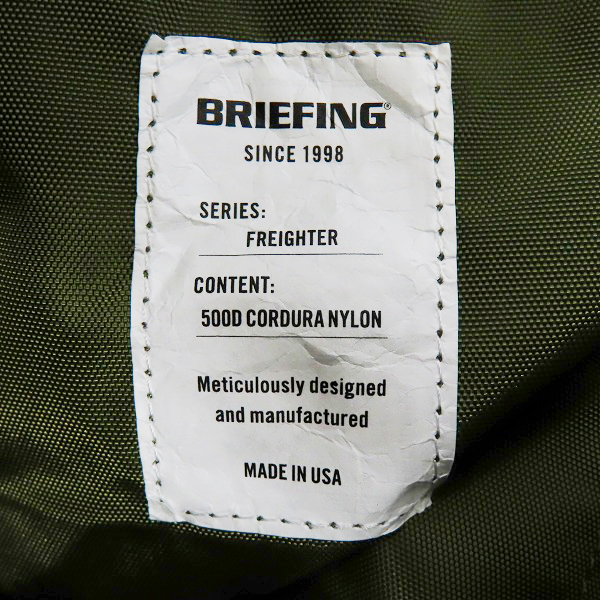 BRIEFING®
SINCE 1998
SERIES:
FREIGHTER
CONTENT:
500D CORDURA NYLON
Meticulously designed
and manufactured
MADE IN USA